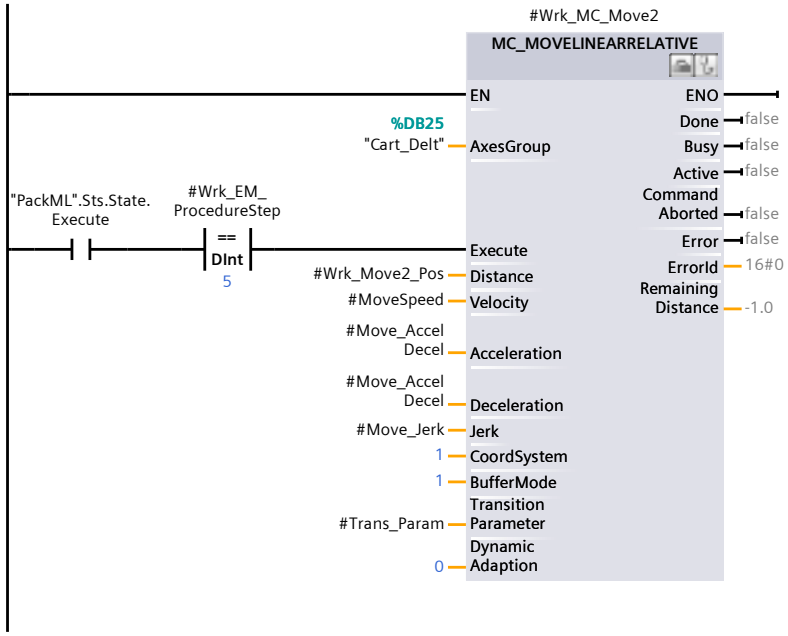 #Wrk_MC_Move2
MC_MOVELINEARRELATIVE
EN
ENO
%DB25
"Cart_Delt"
AxesGroup
Done
false
Busy
false
Active
false
Command
Aborted
false
"PackML".Sts.State.
Execute
#Wrk_EM_
ProcedureStep
==
DInt
5
Execute
Error
false
#Wrk_Move2_Pos
Distance
ErrorId
16#0
#MoveSpeed
Velocity
Remaining
Distance
-1.0
#Move_Accel
Decel
Acceleration
#Move_Accel
Decel
Deceleration
#Move_Jerk
Jerk
1
CoordSystem
1
BufferMode
#Trans_Param
Transition
Parameter
0
Dynamic
Adaption